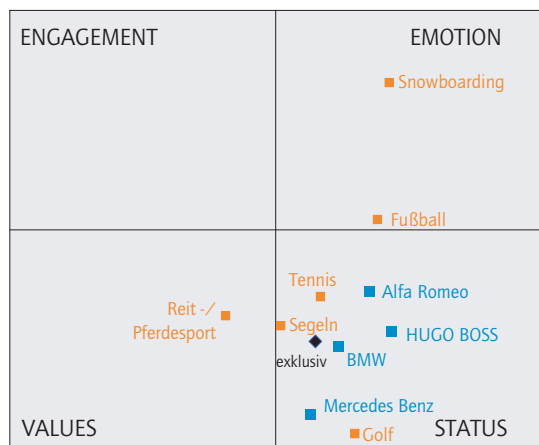 ENGAGEMENT
EMOTION
Snowboarding
Fußball
Tennis
Alfa Romeo
Reit -/
Pferdesport
Segeln
HUGO BOSS
exklusiv
BMW
Mercedes Benz
VALUES
Golf
STATUS